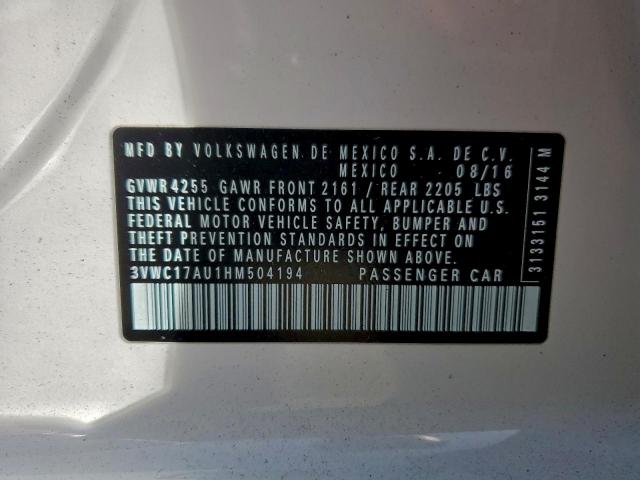 MFD BY VOLKSWAGEN DE MEXICO S.A. DE C.V.
MEXICO 08/16
GVWR 4255 GAWR FRONT 2161 / REAR 2205 LBS
THIS VEHICLE CONFORMS TO ALL APPLICABLE U.S.
FEDERAL MOTOR VEHICLE SAFETY, BUMPER AND
THEFT PREVENTION STANDARDS IN EFFECT ON
THE DATE OF MANUFACTURE SHOWN ABOVE.
3VWC17AU1HM504194 PASSENGER CAR
3133151 3144 M